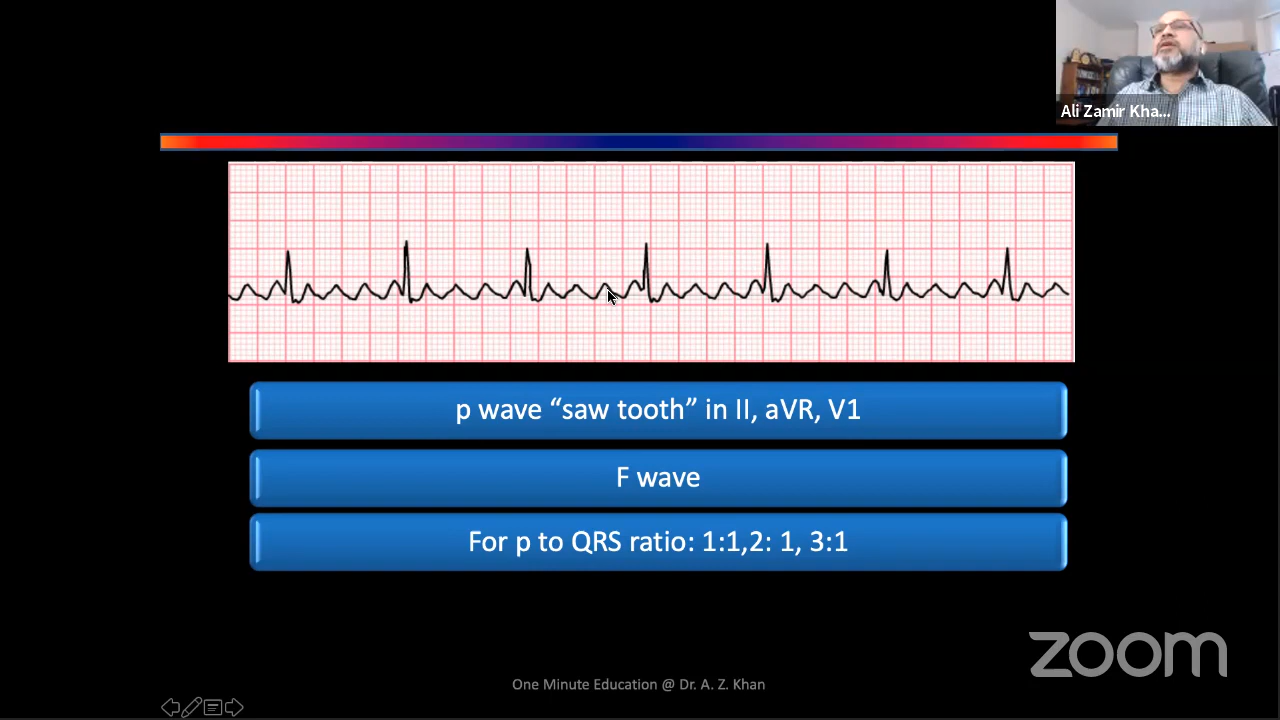 Ali Zamir Kha...
p wave “saw tooth” in II, aVR, V1
F wave
For p to QRS ratio: 1:1,2: 1, 3:1
zoom
One Minute Education @ Dr. A. Z. Khan